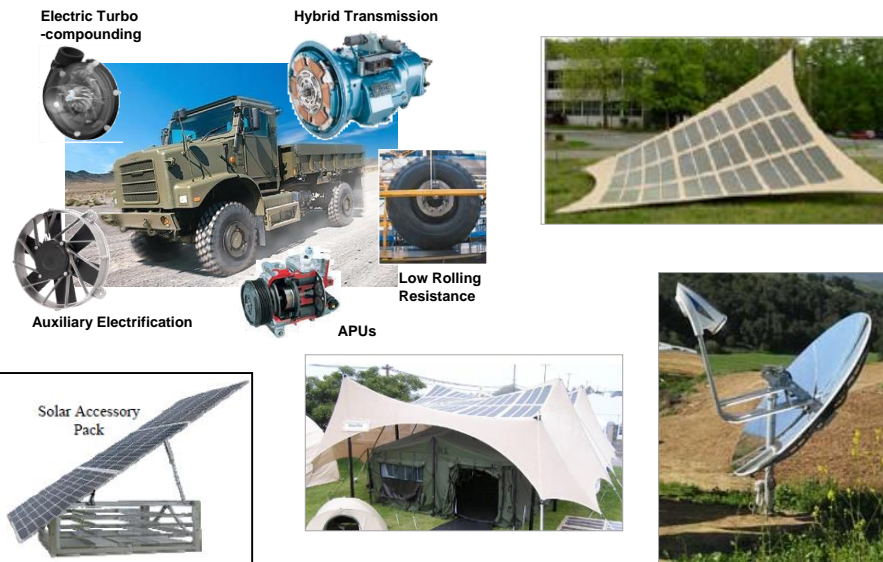 Electric Turbo
-compounding
Hybrid Transmission
Low Rolling
Resistance
Auxiliary Electrification
APUs
Solar Accessory
Pack